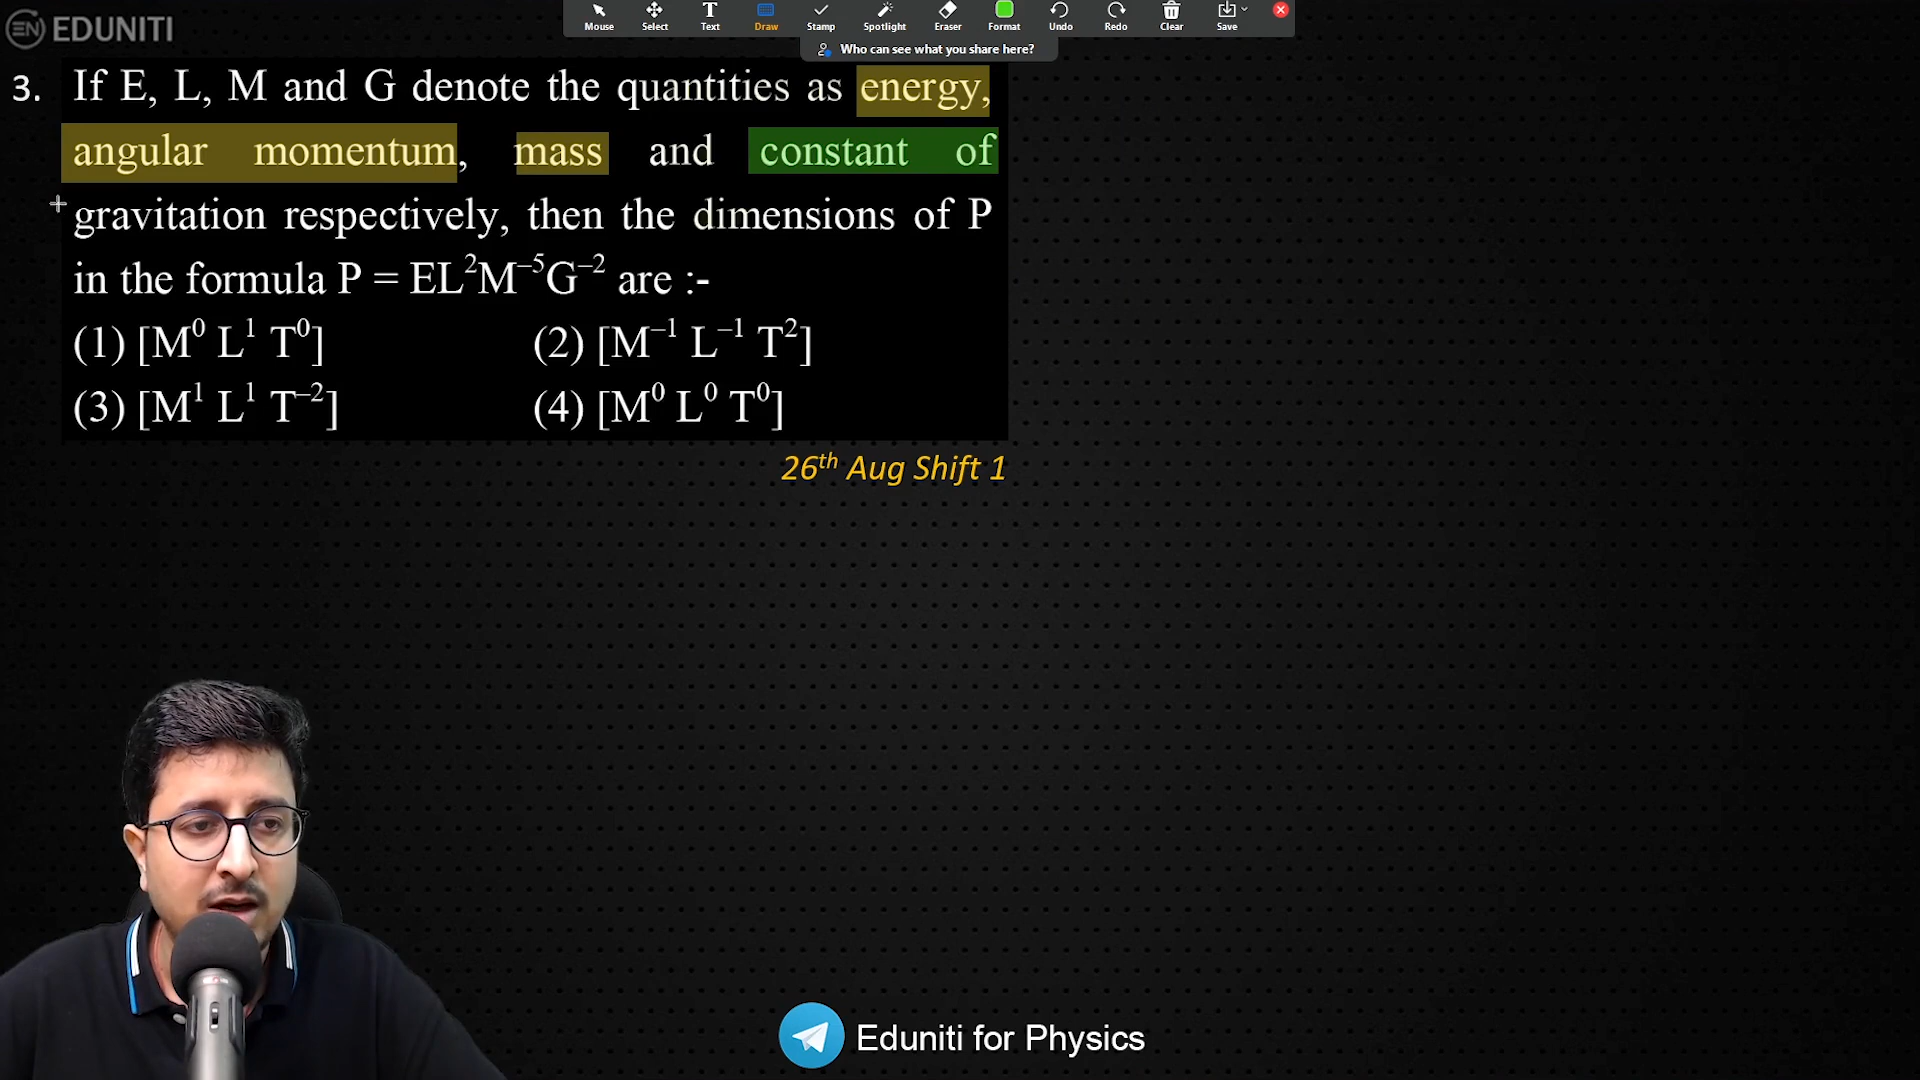 EN EDUNITI
Mouse Select Text Draw Stamp Spotlight Eraser Format Undo Redo Clear Save
Who can see what you share here?
3. If E, L, M and G denote the quantities as energy,
angular momentum, mass and constant of
gravitation respectively, then the dimensions of P
in the formula P = EL²M⁻⁵G⁻² are :-
(1) [M⁰ L¹ T⁰] (2) [M⁻¹ L⁻¹ T²]
(3) [M¹ L¹ T⁻²] (4) [M⁰ L⁰ T⁰]
26th Aug Shift 1
Eduniti for Physics